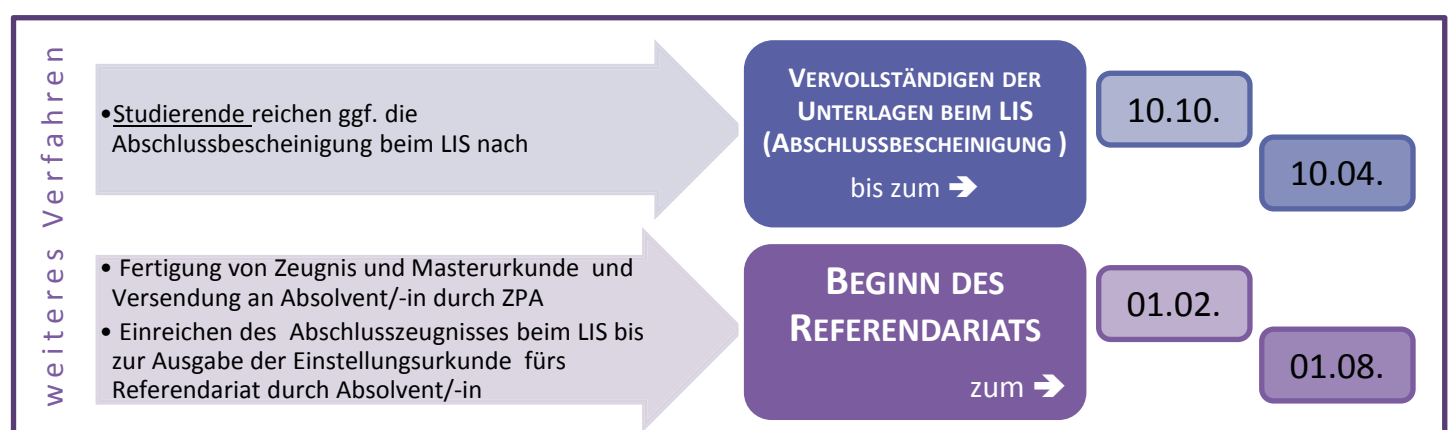 weiteres Verfahren
•Studierende reichen ggf. die
Abschlussbescheinigung beim LIS nach
VERVOLLSTÄNDIGEN DER
UNTERLAGEN BEIM LIS
(ABSCHLUSSBESCHEINIGUNG )
bis zum ➔
10.10.
10.04.
• Fertigung von Zeugnis und Masterurkunde und
Versendung an Absolvent/-in durch ZPA
• Einreichen des Abschlusszeugnisses beim LIS bis
zur Ausgabe der Einstellungsurkunde fürs
Referendariat durch Absolvent/-in
BEGINN DES
REFERENDARIATS
zum ➔
01.02.
01.08.